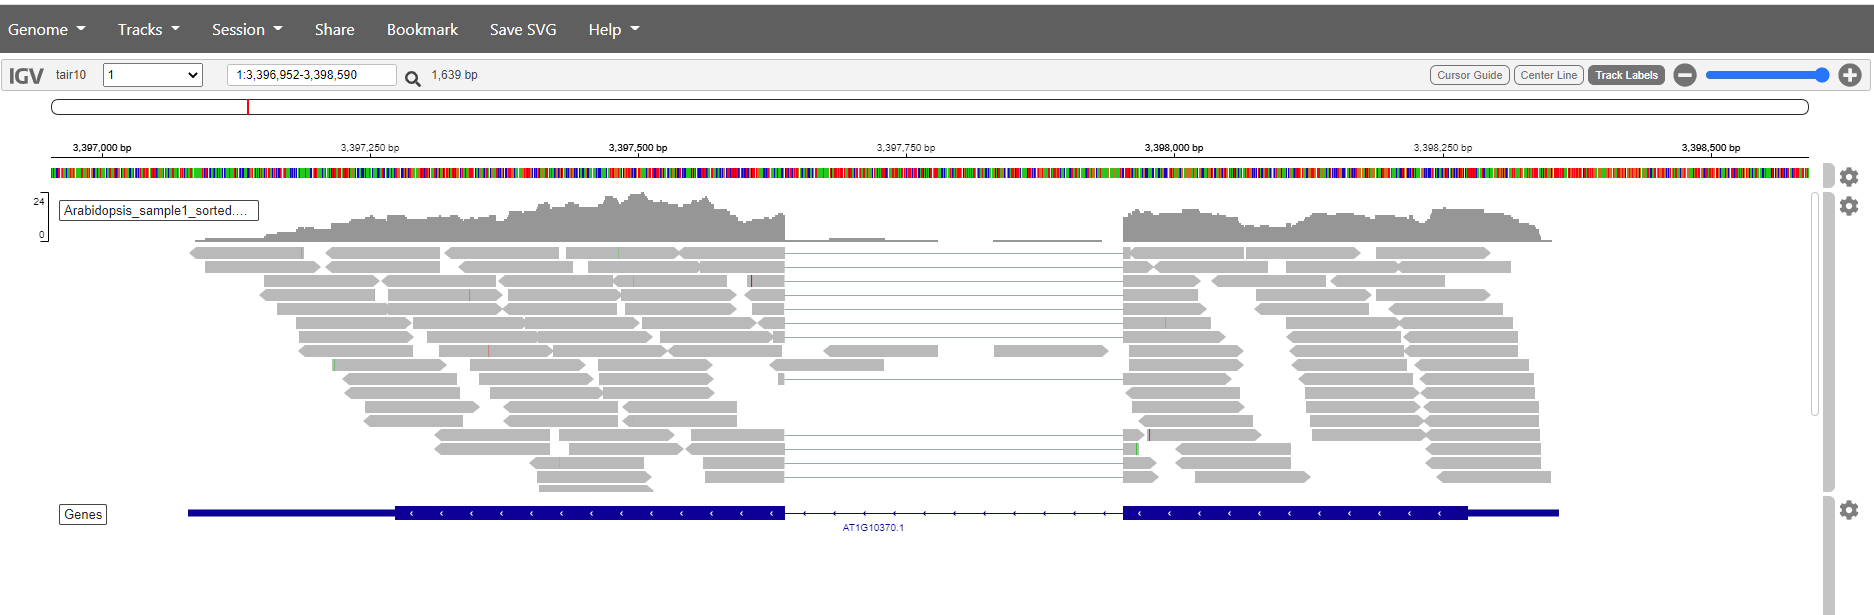 Genome Tracks Session Share Bookmark Save SVG Help
IGV tair10 1 1:3,396,952-3,398,590 1,639 bp Cursor Guide Center Line Track Labels
3,397,000 bp 3,397,250 bp 3,397,500 bp 3,397,750 bp 3,398,000 bp 3,398,250 bp 3,398,500 bp
24
Arabidopsis_sample1_sorted....
0
Genes
AT1G10370.1